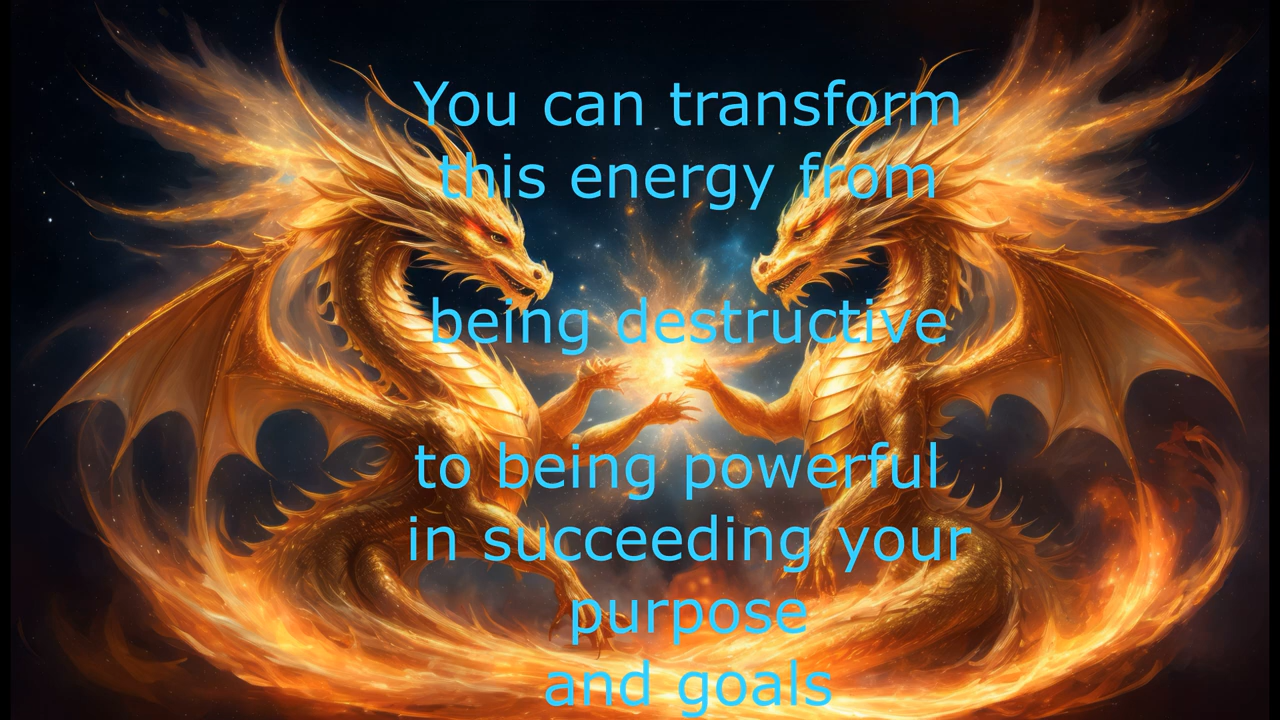 You can transform
this energy from
being destructive
to being powerful
in succeeding your
purpose
and goals